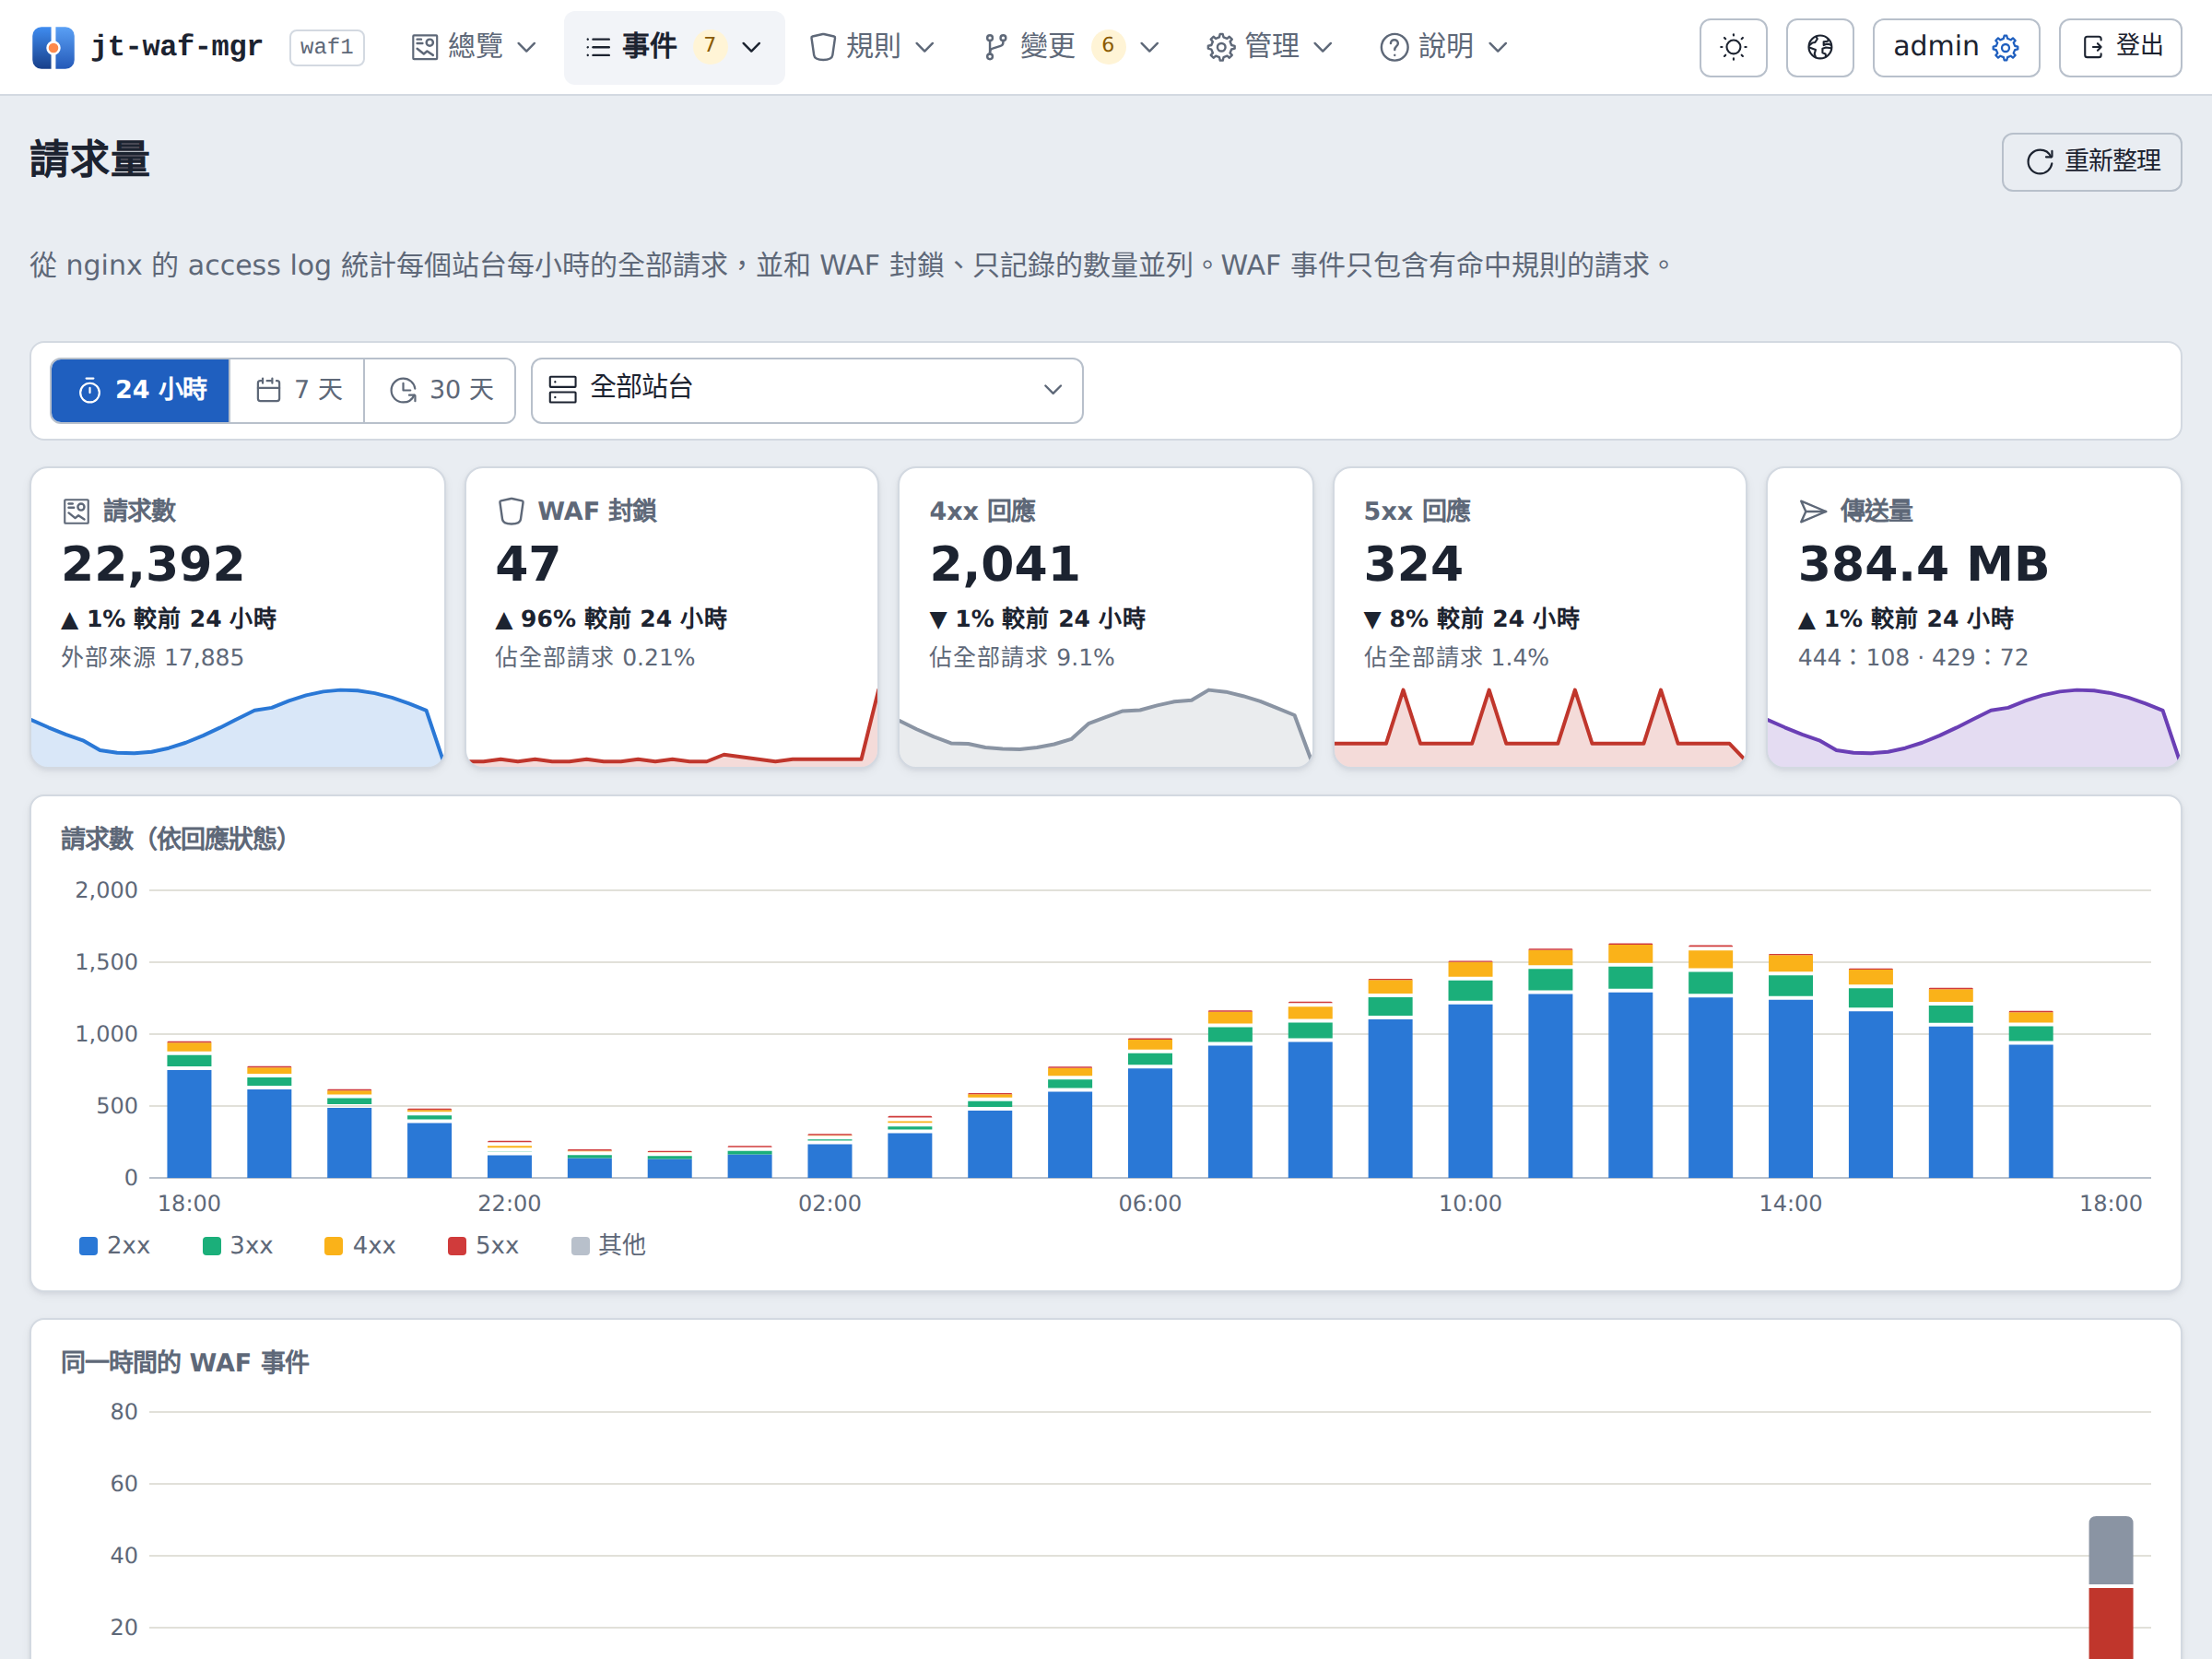 jt-waf-mgr waf1 總覽 事件 7 規則 變更 6 管理 說明 admin 登出
請求量 重新整理
從 nginx 的 access log 統計每個站台每小時的全部請求，並和 WAF 封鎖、只記錄的數量並列。WAF 事件只包含有命中規則的請求。
24 小時 7 天 30 天 全部站台
請求數 WAF 封鎖 4xx 回應 5xx 回應 傳送量
22,392 47 2,041 324 384.4 MB
▲ 1% 較前 24 小時 ▲ 96% 較前 24 小時 ▼ 1% 較前 24 小時 ▼ 8% 較前 24 小時 ▲ 1% 較前 24 小時
外部來源 17,885 佔全部請求 0.21% 佔全部請求 9.1% 佔全部請求 1.4% 444：108 · 429：72
請求數（依回應狀態）
2,000
1,500
1,000
500
0
18:00 22:00 02:00 06:00 10:00 14:00 18:00
2xx 3xx 4xx 5xx 其他
同一時間的 WAF 事件
80
60
40
20